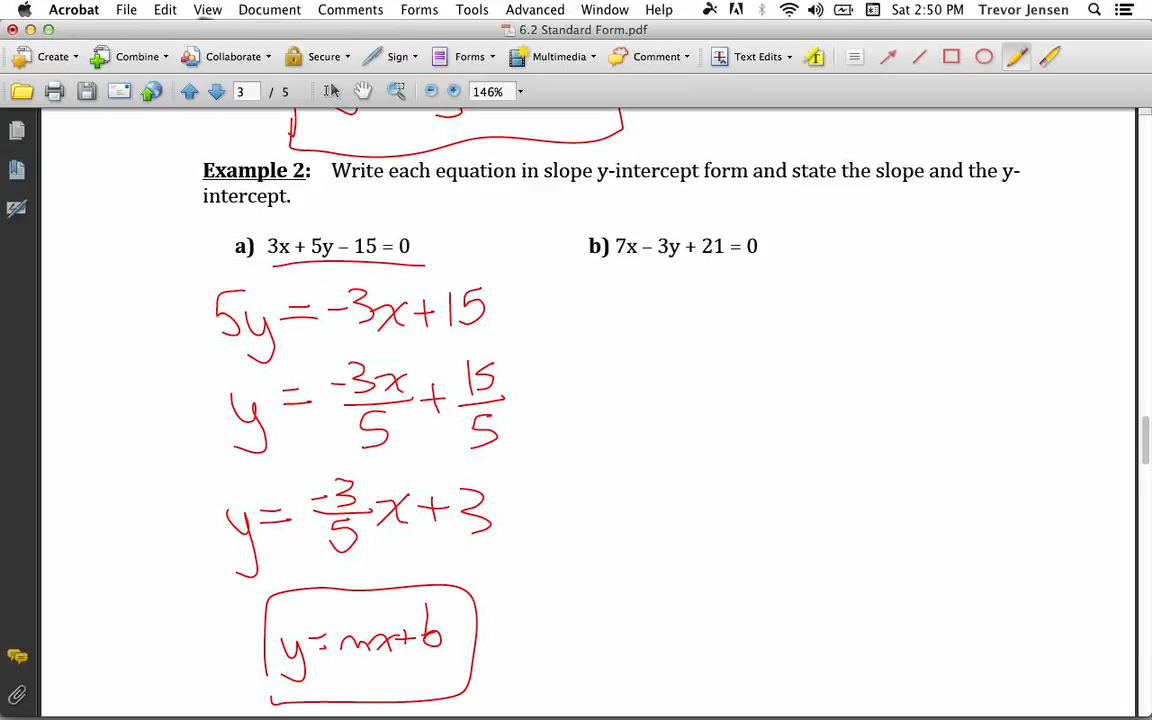 Acrobat File Edit View Document Comments Forms Tools Advanced Window Help Sat 2:50 PM Trevor Jensen
6.2 Standard Form.pdf
Create Combine Collaborate Secure Sign Forms Multimedia Comment Text Edits
3 / 5 146%
Example 2: Write each equation in slope y-intercept form and state the slope and the y-
intercept.
a) 3x + 5y – 15 = 0 b) 7x – 3y + 21 = 0
5y = -3x + 15
y = -3x/5 + 15/5
y = -3/5 x + 3
y = mx + b